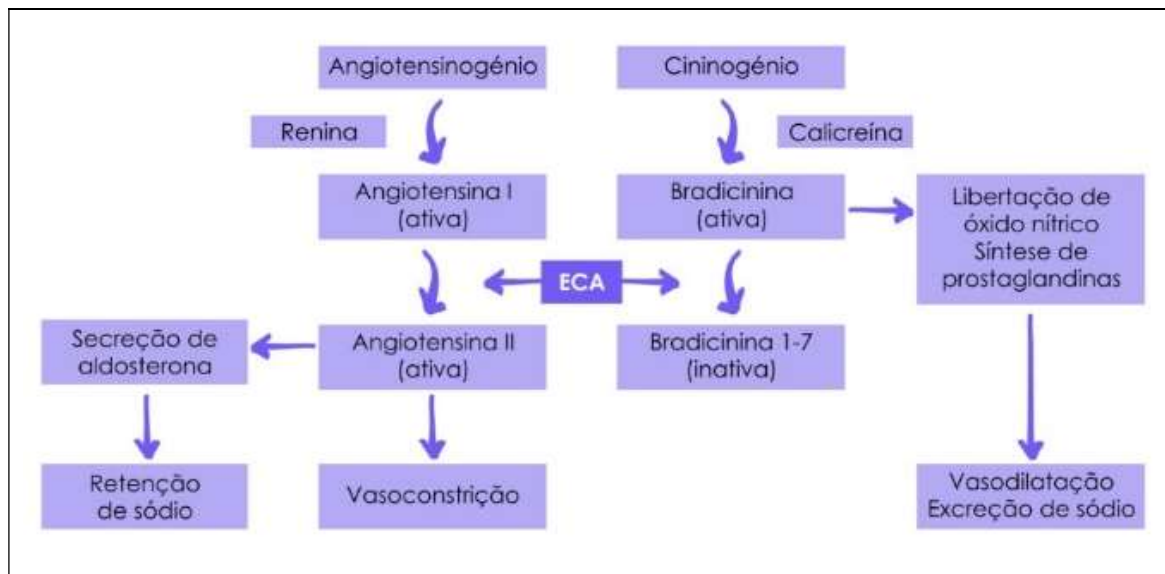 Angiotensinogénio
Cininogénio
Renina
Calicreína
Angiotensina I
(ativa)
Bradicinina
(ativa)
Libertação de
óxido nítrico
Síntese de
prostaglandinas
ECA
Secreção de
aldosterona
Angiotensina II
(ativa)
Bradicinina 1-7
(inativa)
Retenção
de sódio
Vasoconstrição
Vasodilatação
Excreção de sódio